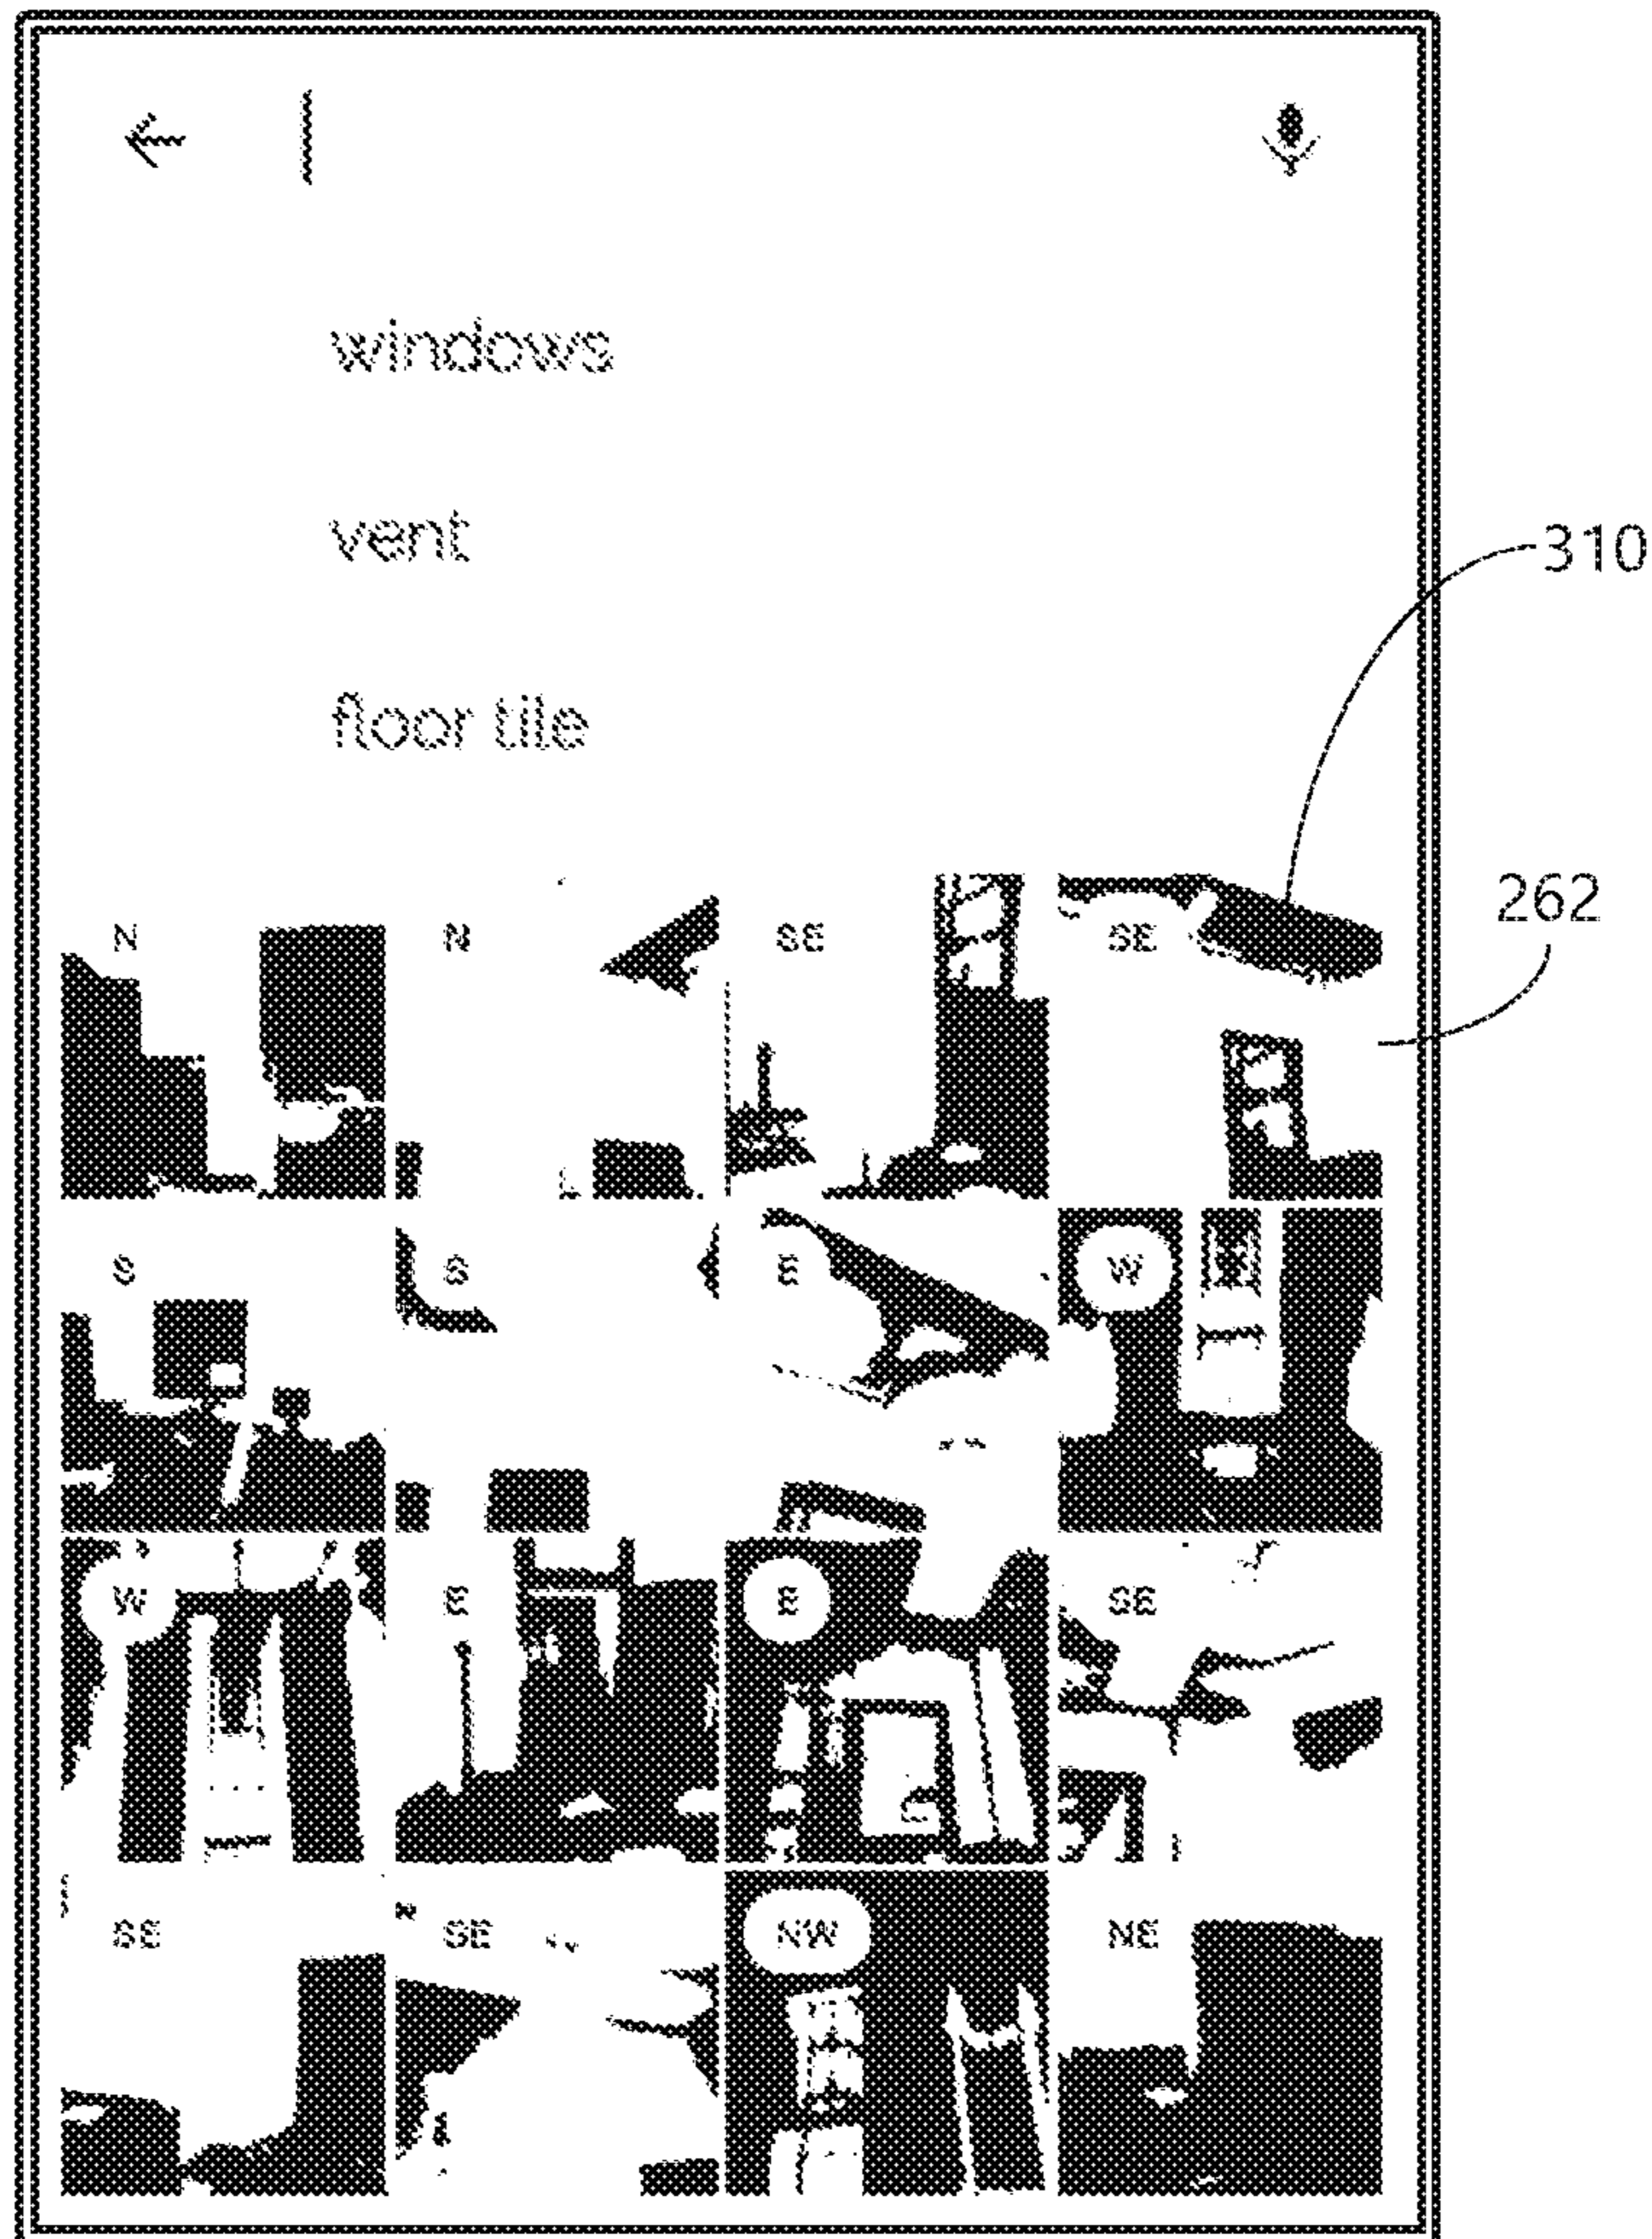 windows
vent
310
floor tile
262
N N SE SE
S S E W
W E E SE
SE SE NW NE